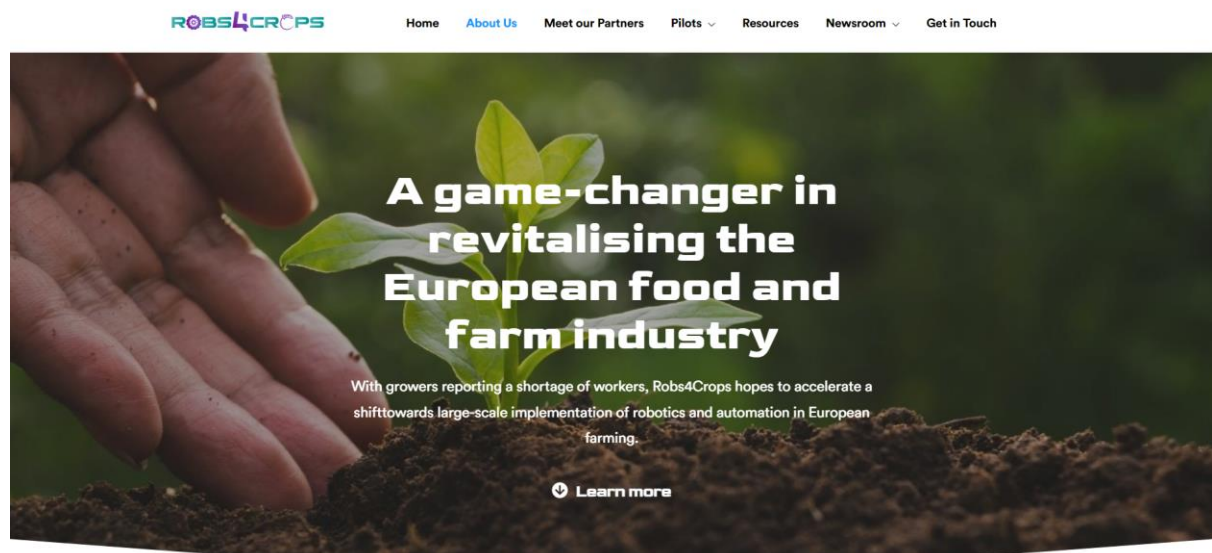 ROBS4CROPS
Home About Us Meet our Partners Pilots Resources Newsroom Get in Touch
A game-changer in
revitalising the
European food and
farm industry
With growers reporting a shortage of workers, Robs4Crops hopes to accelerate a
shifttowards large-scale implementation of robotics and automation in European
farming.
Learn more